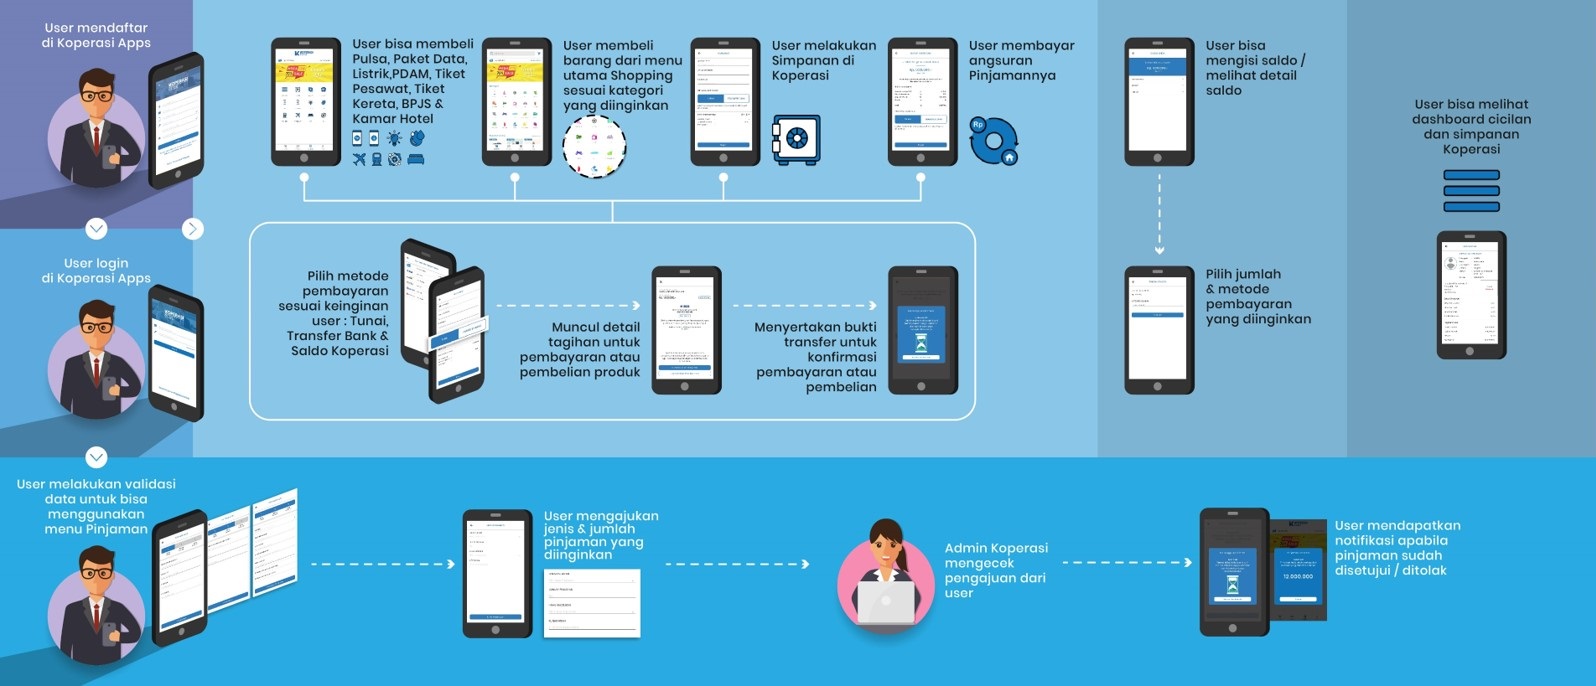 User mendaftar
di Koperasi Apps
User bisa membeli
Pulsa, Paket Data,
Listrik,PDAM, Tiket
Pesawat, Tiket
Kereta, BPJS &
Kamar Hotel
User membeli
barang dari menu
utama Shopping
sesuai kategori
yang diinginkan
User melakukan
Simpanan di
Koperasi
User membayar
angsuran
Pinjamannya
Rp
User bisa
mengisi saldo /
melihat detail
saldo
User bisa melihat
dashboard cicilan
dan simpanan
Koperasi
User login
di Koperasi Apps
Pilih metode
pembayaran
sesuai keinginan
user : Tunai,
Transfer Bank &
Saldo Koperasi
Muncul detail
tagihan untuk
pembayaran atau
pembelian produk
Menyertakan bukti
transfer untuk
konfirmasi
pembayaran atau
pembelian
Pilih jumlah
& metode
pembayaran
yang diinginkan
User melakukan validasi
data untuk bisa
menggunakan
menu Pinjaman
User mengajukan
jenis & jumlah
pinjaman yang
diinginkan
Admin Koperasi
mengecek
pengajuan dari
user
12.000.000
User mendapatkan
notifikasi apabila
pinjaman sudah
disetujui / ditolak